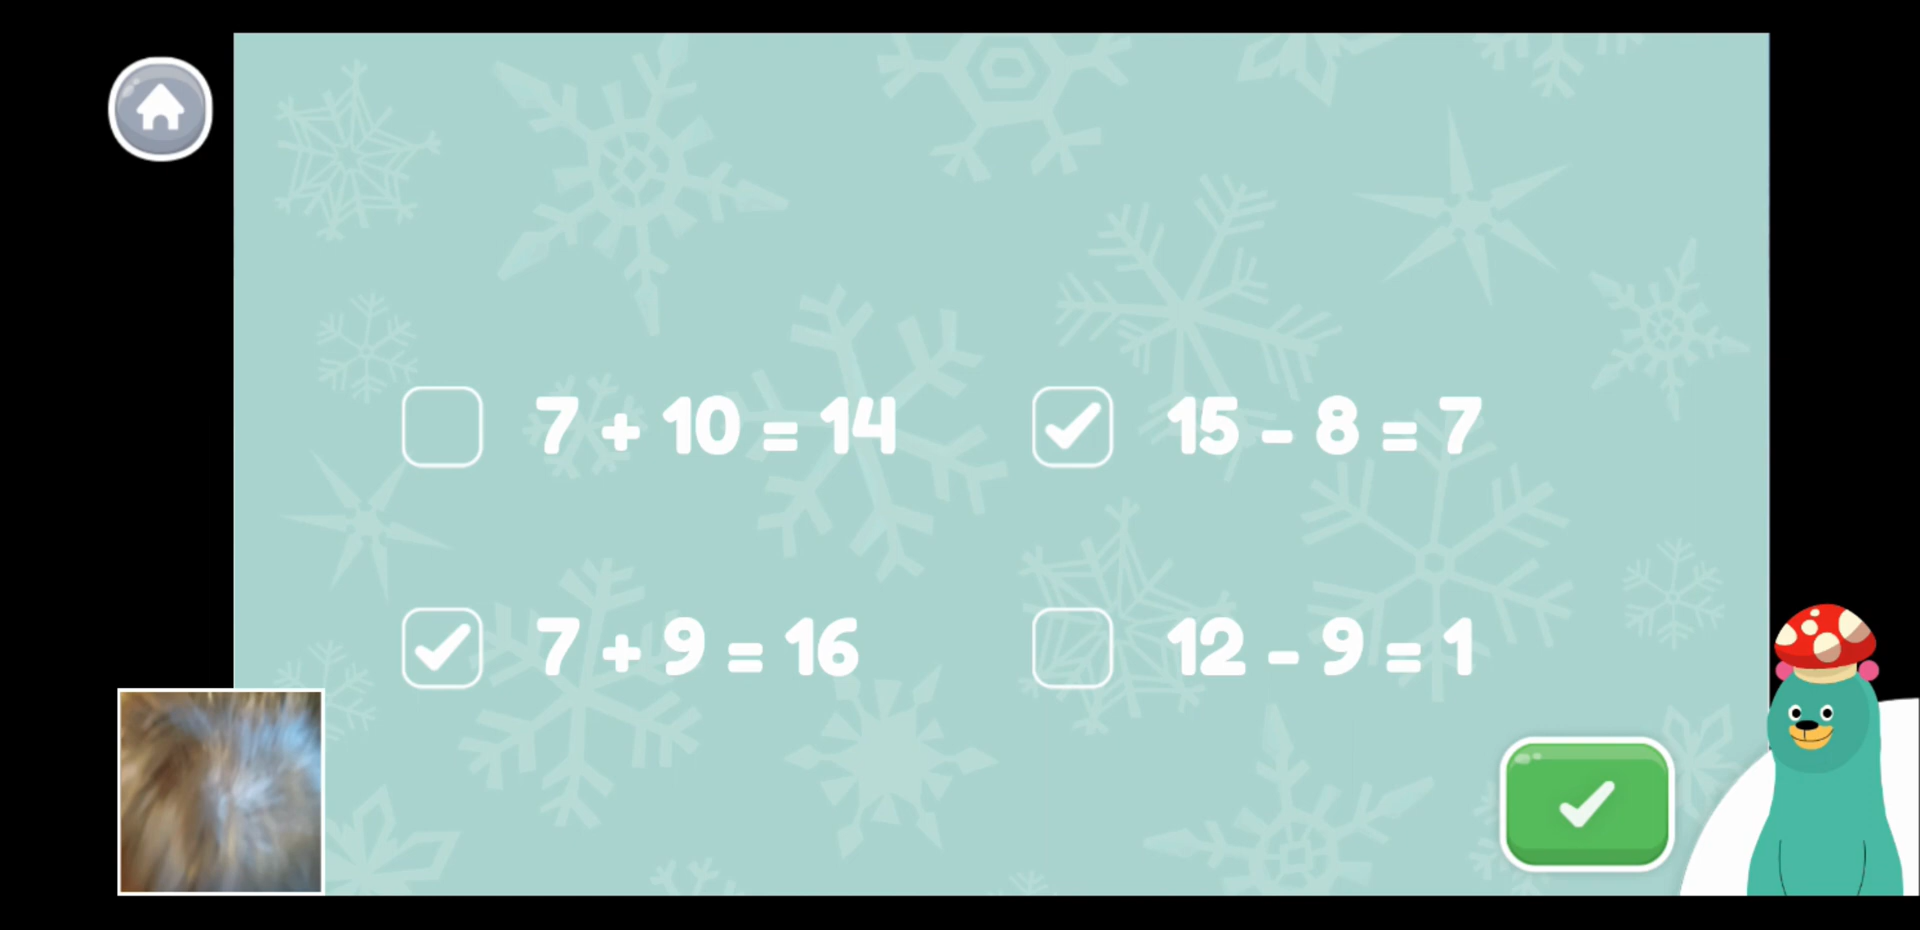 7 + 10 = 14
15 - 8 = 7
7 + 9 = 16
12 - 9 = 1